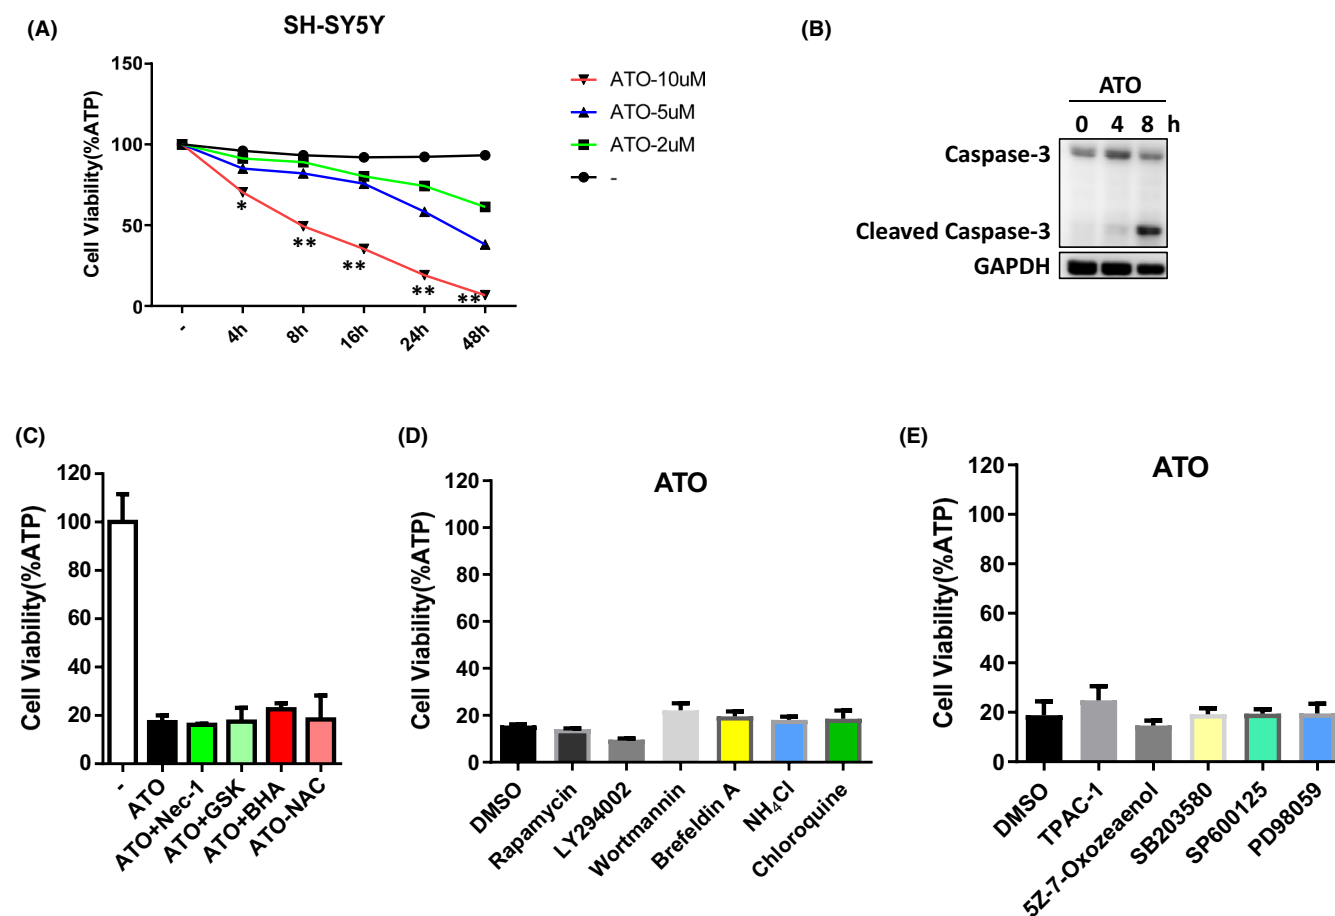 (A)
SH-SY5Y
Cell Viability(%ATP)
150
100
50
0
-
4h
8h
16h
24h
48h
*
**
**
**
**
ATO-10uM
ATO-5uM
ATO-2uM
-
(B)
ATO
0 4 8 h
Caspase-3
Cleaved Caspase-3
GAPDH
(C)
Cell Viability(%ATP)
120
100
80
60
40
20
0
-
ATO
ATO+Nec-1
ATO+GSK
ATO+BHA
ATO-NAC
(D)
ATO
Cell Viability(%ATP)
120
100
80
60
40
20
0
DMSO
Rapamycin
LY294002
Wortmannin
Brefeldin A
NH₄Cl
Chloroquine
(E)
ATO
Cell Viability(%ATP)
120
100
80
60
40
20
0
DMSO
TPAC-1
5Z-7-Oxozeaenol
SB203580
SP600125
PD98059